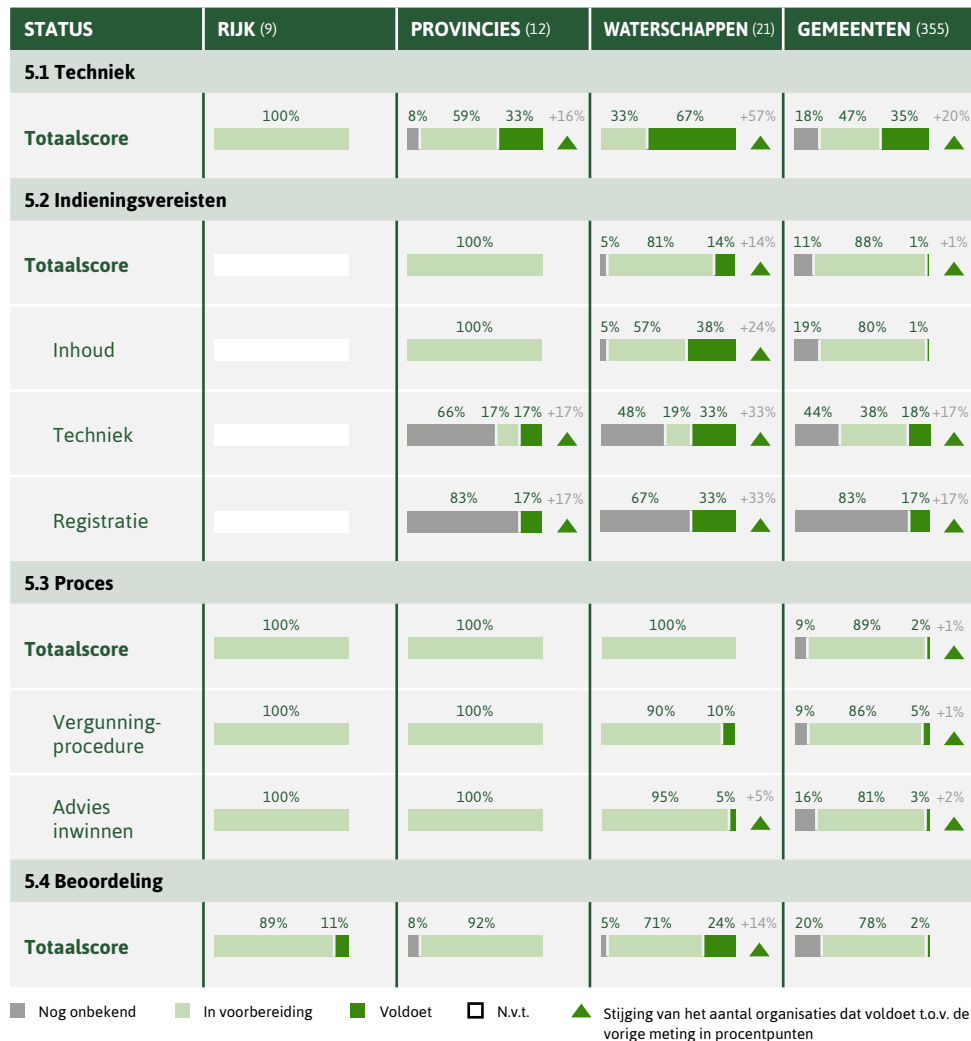 STATUS RIJK (9) PROVINCIES (12) WATERSCHAPPEN (21) GEMEENTEN (355)
5.1 Techniek
100% 8% 59% 33% +16% 33% 67% +57% 18% 47% 35% +20%
Totaalscore
5.2 Indieningsvereisten
100% 5% 81% 14% +14% 11% 88% 1% +1%
Totaalscore
100% 5% 57% 38% +24% 19% 80% 1%
Inhoud
66% 17% 17% +17% 48% 19% 33% +33% 44% 38% 18% +17%
Techniek
83% 17% +17% 67% 33% +33% 83% 17% +17%
Registratie
5.3 Proces
100% 100% 100% 9% 89% 2% +1%
Totaalscore
100% 100% 90% 10% 9% 86% 5% +1%
Vergunning-
procedure
100% 100% 95% 5% +5% 16% 81% 3% +2%
Advies
inwinnen
5.4 Beoordeling
89% 11% 8% 92% 5% 71% 24% +14% 20% 78% 2%
Totaalscore
Nog onbekend In voorbereiding Voldoet N.v.t. Stijging van het aantal organisaties dat voldoet t.o.v. de
vorige meting in procentpunten